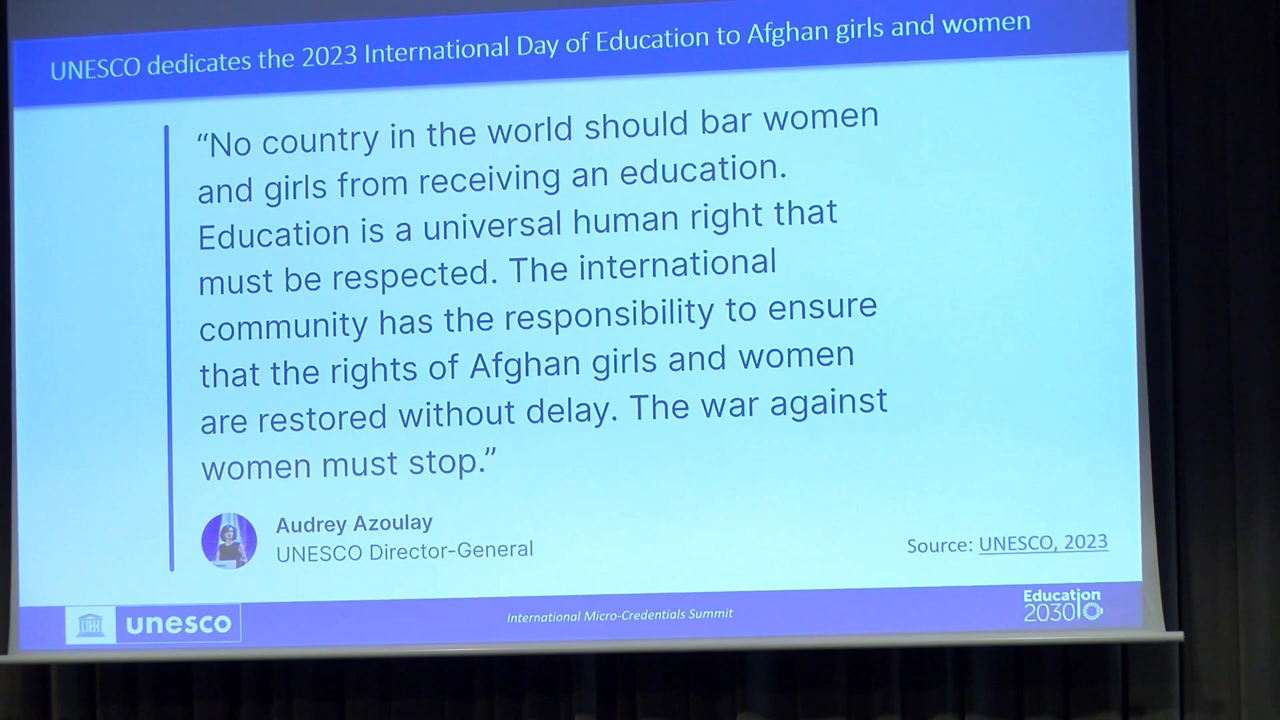 UNESCO dedicates the 2023 International Day of Education to Afghan girls and women
“No country in the world should bar women
and girls from receiving an education.
Education is a universal human right that
must be respected. The international
community has the responsibility to ensure
that the rights of Afghan girls and women
are restored without delay. The war against
women must stop.”
Audrey Azoulay
UNESCO Director-General
Source: UNESCO, 2023
unesco
International Micro-Credentials Summit
Education
2030